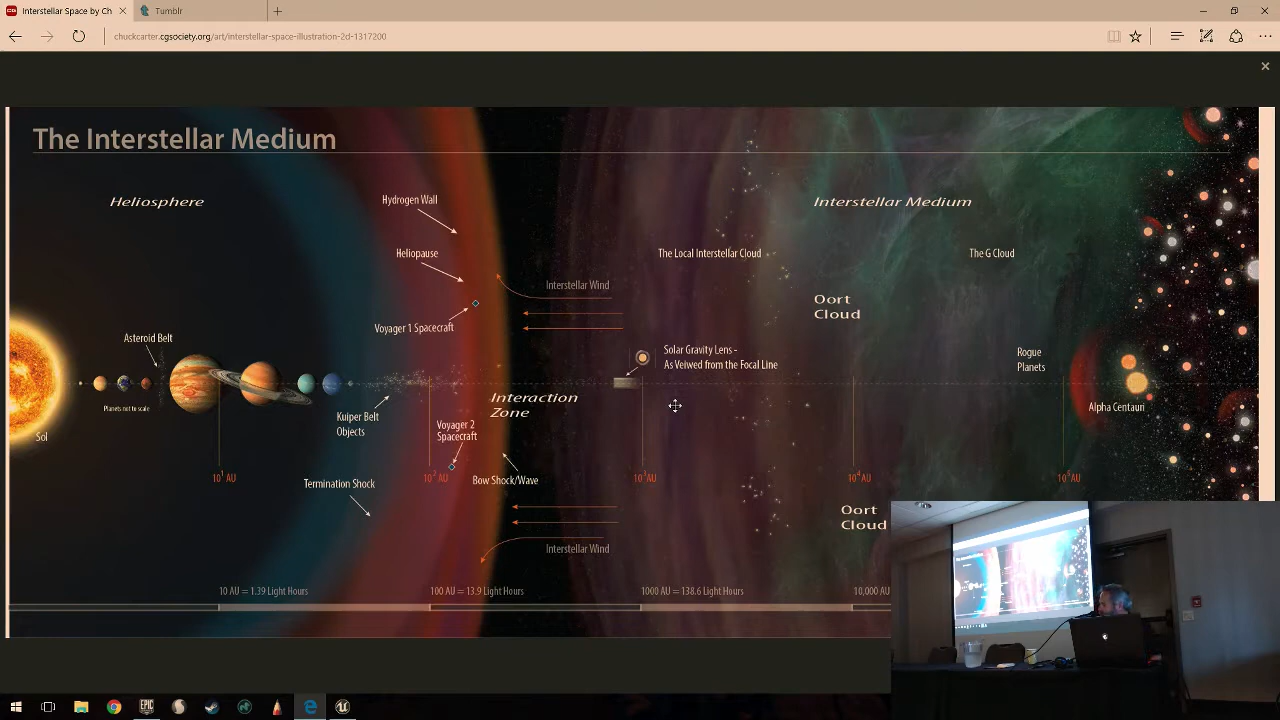 Interstellar Space by Ch
Tumblr
chuckcarter.cgsociety.org/art/interstellar-space-illustration-2d-1317200
The Interstellar Medium
Heliosphere
Hydrogen Wall
Interstellar Medium
Heliopause
The Local Interstellar Cloud
The G Cloud
Interstellar Wind
Oort
Cloud
Voyager 1 Spacecraft
Asteroid Belt
Solar Gravity Lens -
As Veiwed from the Focal Line
Rogue
Planets
Planets not to scale
Kuiper Belt
Objects
Interaction
Zone
Alpha Centauri
Sol
Voyager 2
Spacecraft
10¹ AU
10² AU
10³ AU
10⁴ AU
10⁵ AU
Termination Shock
Bow Shock/Wave
Oort
Cloud
Interstellar Wind
10 AU = 1.39 Light Hours
100 AU = 13.9 Light Hours
1000 AU = 138.6 Light Hours
10,000 AU
EPIC